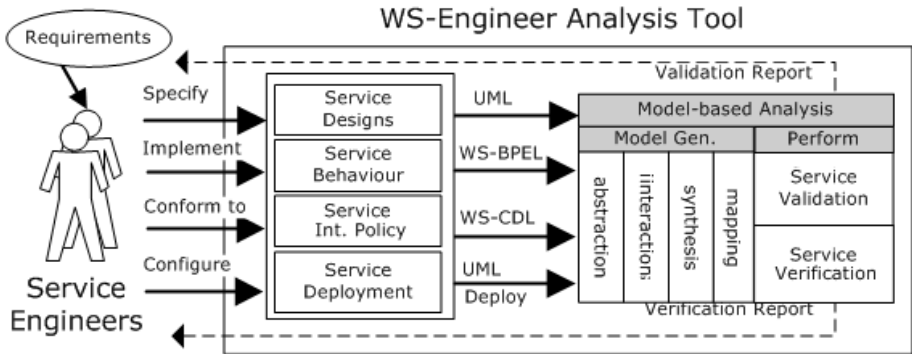 WS-Engineer Analysis Tool
Requirements
Validation Report
Specify
Service
Designs
UML
Model-based Analysis
Model Gen.
Perform
Implement
Service
Behaviour
WS-BPEL
abstraction
iinteraction;
synthesis
mapping
Service
Validation
Conform to
Service
Int. Policy
WS-CDL
Service
Verification
Configure
Service
Deployment
UML
Deploy
Service
Engineers
Verification Report